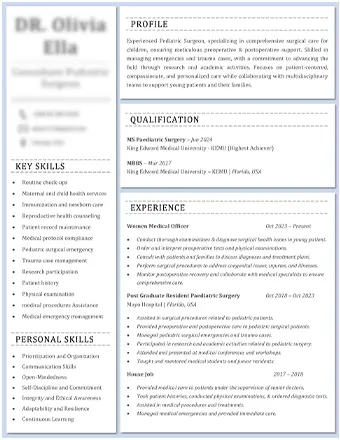 DR. Olivia
Ella
Consultant Pediatric
Surgeon
KEY SKILLS
Routine check-ups
Maternal and child health services
Immunization and newborn care
Reproductive health counseling
Patient record maintenance
Medical protocol compliance
Pediatric surgical emergency
Trauma case management
Research participation
Patient history
Physical examination
medical procedures Assistance
Medical emergency management
PERSONAL SKILLS
Prioritization and Organization
Communication Skills
Open-Mindedness
Self-Discipline and Commitment
Integrity and Ethical Awareness
Adaptability and Resilience
Continuous Learning
PROFILE
Experienced Pediatric Surgeon, specializing in comprehensive surgical care for
children, ensuring meticulous preoperative & postoperative support. Skilled in
managing emergencies and trauma cases, with a commitment to advancing the
field through research and academic activities. Focuses on patient-centered,
compassionate, and personalized care while collaborating with multidisciplinary
teams to support young patients and their families.
QUALIFICATION
MS Paediatric Surgery – Jun 2024
King Edward Medical University - KEMU (Highest Achiever)
MBBS – Mar 2017
King Edward Medical University - KEMU | Florida, USA
EXPERIENCE
Women Medical Officer Oct 2023 – Present
Conduct thorough examinations to diagnose surgical health issues in young patient.
Order and interpret preoperative tests and physical examinations.
Consult with patients and families to discuss diagnoses and treatment plans.
Perform surgical procedures to address congenital issues, injuries, and illnesses.
Monitor postoperative recovery and collaborate with medical specialists to ensure
comprehensive care.
Post Graduate Resident Paediatric Surgery Oct 2018 – Oct 2023
Mayo Hospital | Florida, USA
Assisted in surgical procedures related to pediatric patients.
Provided preoperative and postoperative care to pediatric surgical patients.
Managed pediatric surgical emergencies and trauma cases.
Participated in research and academic activities related to pediatric surgery.
Attended and presented at medical conferences and workshops.
Taught and mentored medical students and junior residents
House Job 2017 – 2018
Provided medical care to patients under the supervision of senior doctors.
Took patient histories, conducted physical examinations, & ordered diagnostic tests.
Assisted in medical procedures and surgeries.
Managed medical emergencies and provided immediate care.